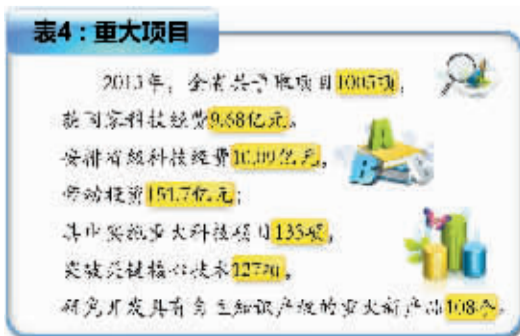 表4：重大项目
2013年，全省共争取项目1005项，
获国家科技经费9.68亿元。
安排省级科技经费10.09亿元，
带动投资151.7亿元；
其中实施重大科技项目135项，
突破关键核心技术127项，
研究开发具有自主知识产权的重大新产品108个。
A
B